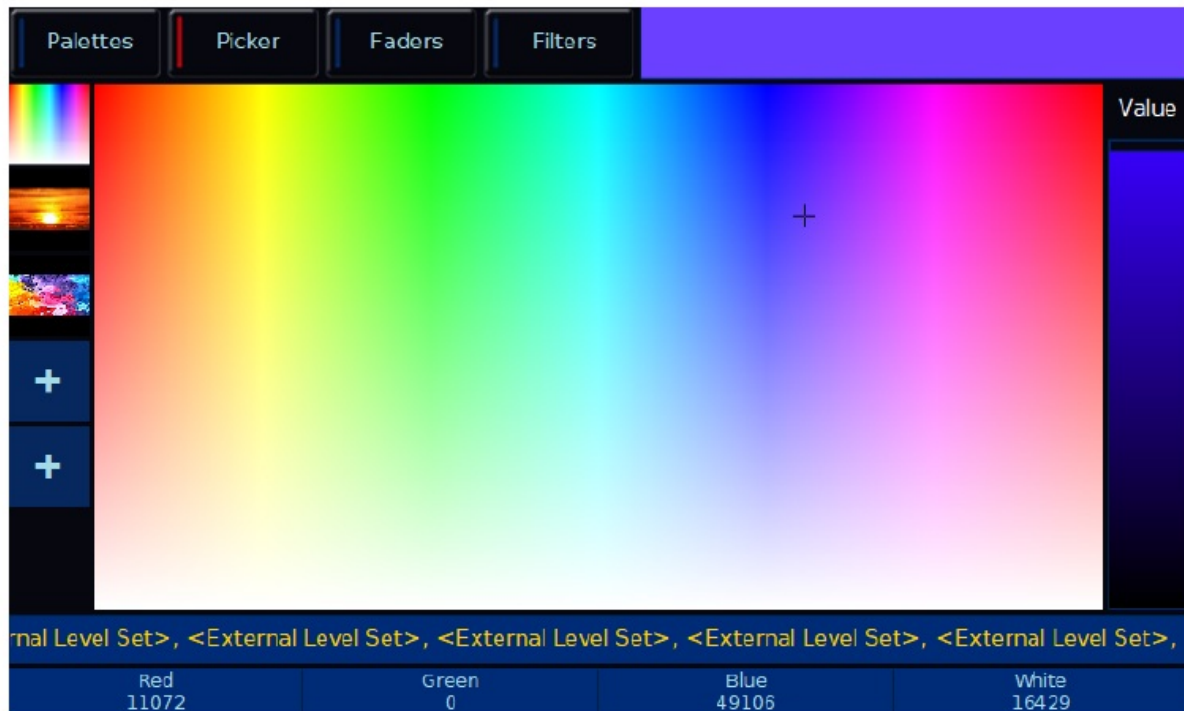 Palettes Picker Faders Filters
Value
+
+
rnal Level Set>, <External Level Set>, <External Level Set>, <External Level Set>, <External Level Set>,
Red Green Blue White
11072 0 49106 16429